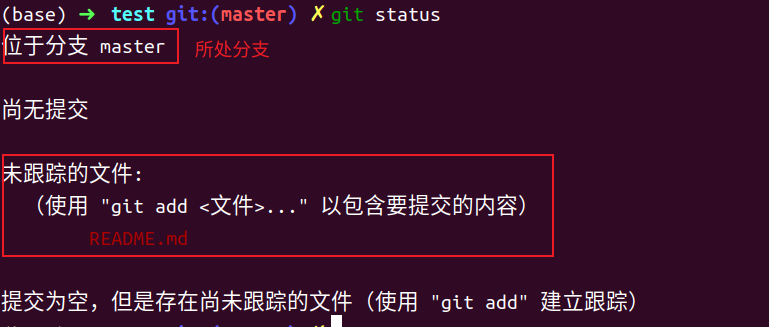 (base) ➜ test git:(master) ✗ git status
位于分支 master 所处分支
尚无提交
未跟踪的文件:
（使用 "git add <文件>..." 以包含要提交的内容）
README.md
提交为空，但是存在尚未跟踪的文件（使用 "git add" 建立跟踪）